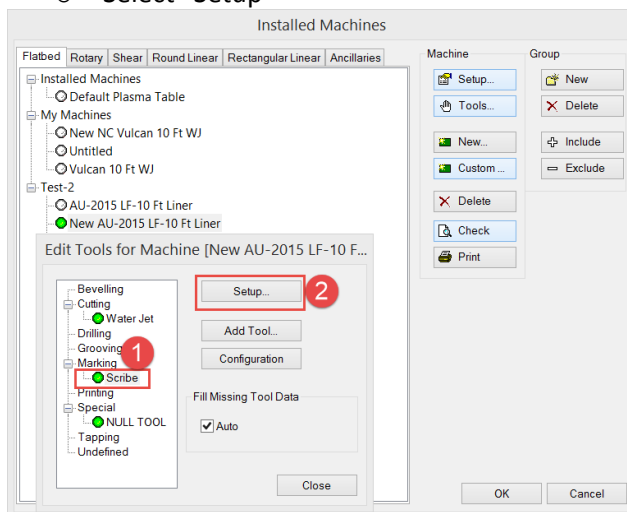 Select "Setup"
Installed Machines
Flatbed Rotary Shear Round Linear Rectangular Linear Ancillaries
Installed Machines
Default Plasma Table
My Machines
New NC Vulcan 10 Ft WJ
Untitled
Vulcan 10 Ft WJ
Test-2
AU-2015 LF-10 Ft Liner
New AU-2015 LF-10 Ft Liner
Machine
Setup...
Tools...
New...
Custom ...
Delete
Check
Print
Group
New
Delete
Include
Exclude
Edit Tools for Machine [New AU-2015 LF-10 F...
Bevelling
Cutting
Water Jet
Drilling
Grooving
Marking
1
Scribe
Printing
Special
NULL TOOL
Tapping
Undefined
Setup...
2
Add Tool...
Configuration
Fill Missing Tool Data
Auto
Close
OK Cancel